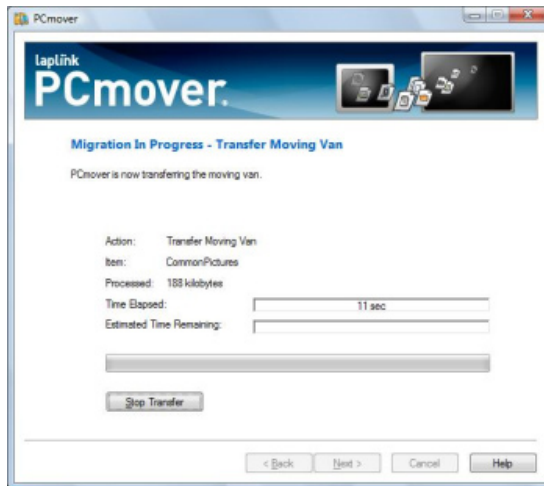 PCmover
laplink
PCmover.
Migration In Progress - Transfer Moving Van
PCmover is now transferring the moving van.
Action: Transfer Moving Van
Item: CommonPictures
Processed: 188 kilobytes
Time Elapsed: 11 sec
Estimated Time Remaining:
Stop Transfer
< Back Next > Cancel Help